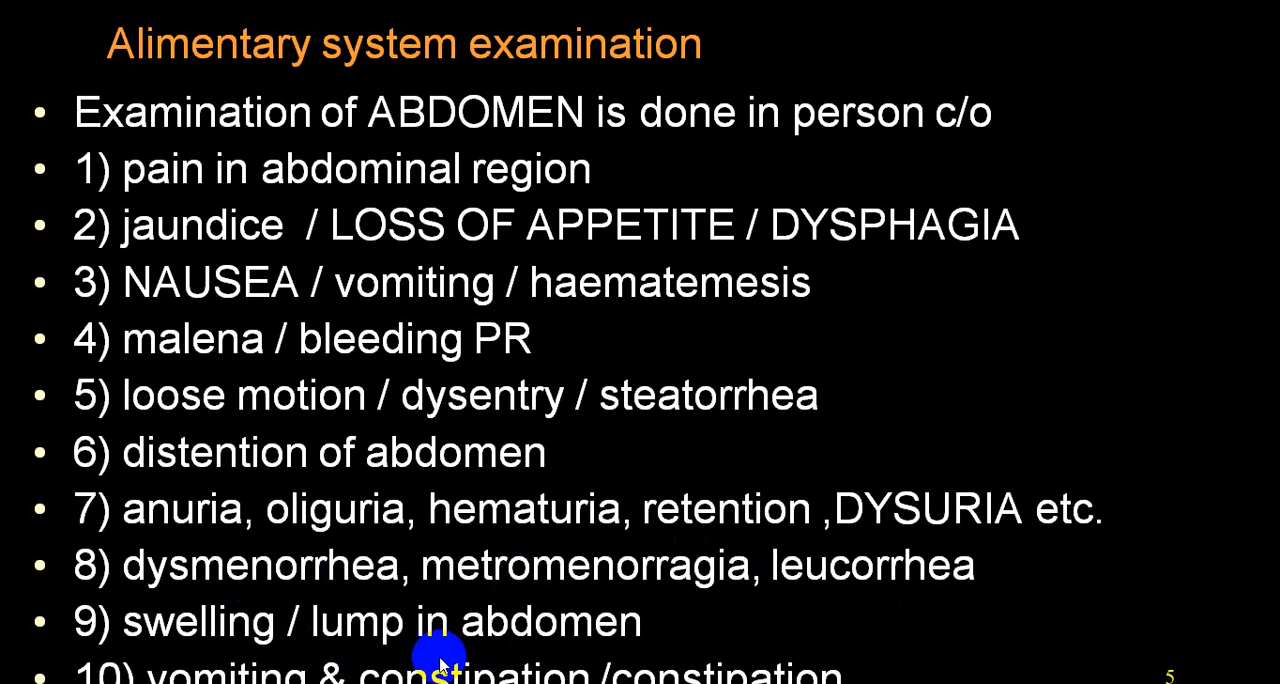 Alimentary system examination
• Examination of ABDOMEN is done in person c/o
• 1) pain in abdominal region
• 2) jaundice / LOSS OF APPETITE / DYSPHAGIA
• 3) NAUSEA / vomiting / haematemesis
• 4) malena / bleeding PR
• 5) loose motion / dysentry / steatorrhea
• 6) distention of abdomen
• 7) anuria, oliguria, hematuria, retention ,DYSURIA etc.
• 8) dysmenorrhea, metromenorragia, leucorrhea
• 9) swelling / lump in abdomen
• 10) vomiting & constipation /constipation
5